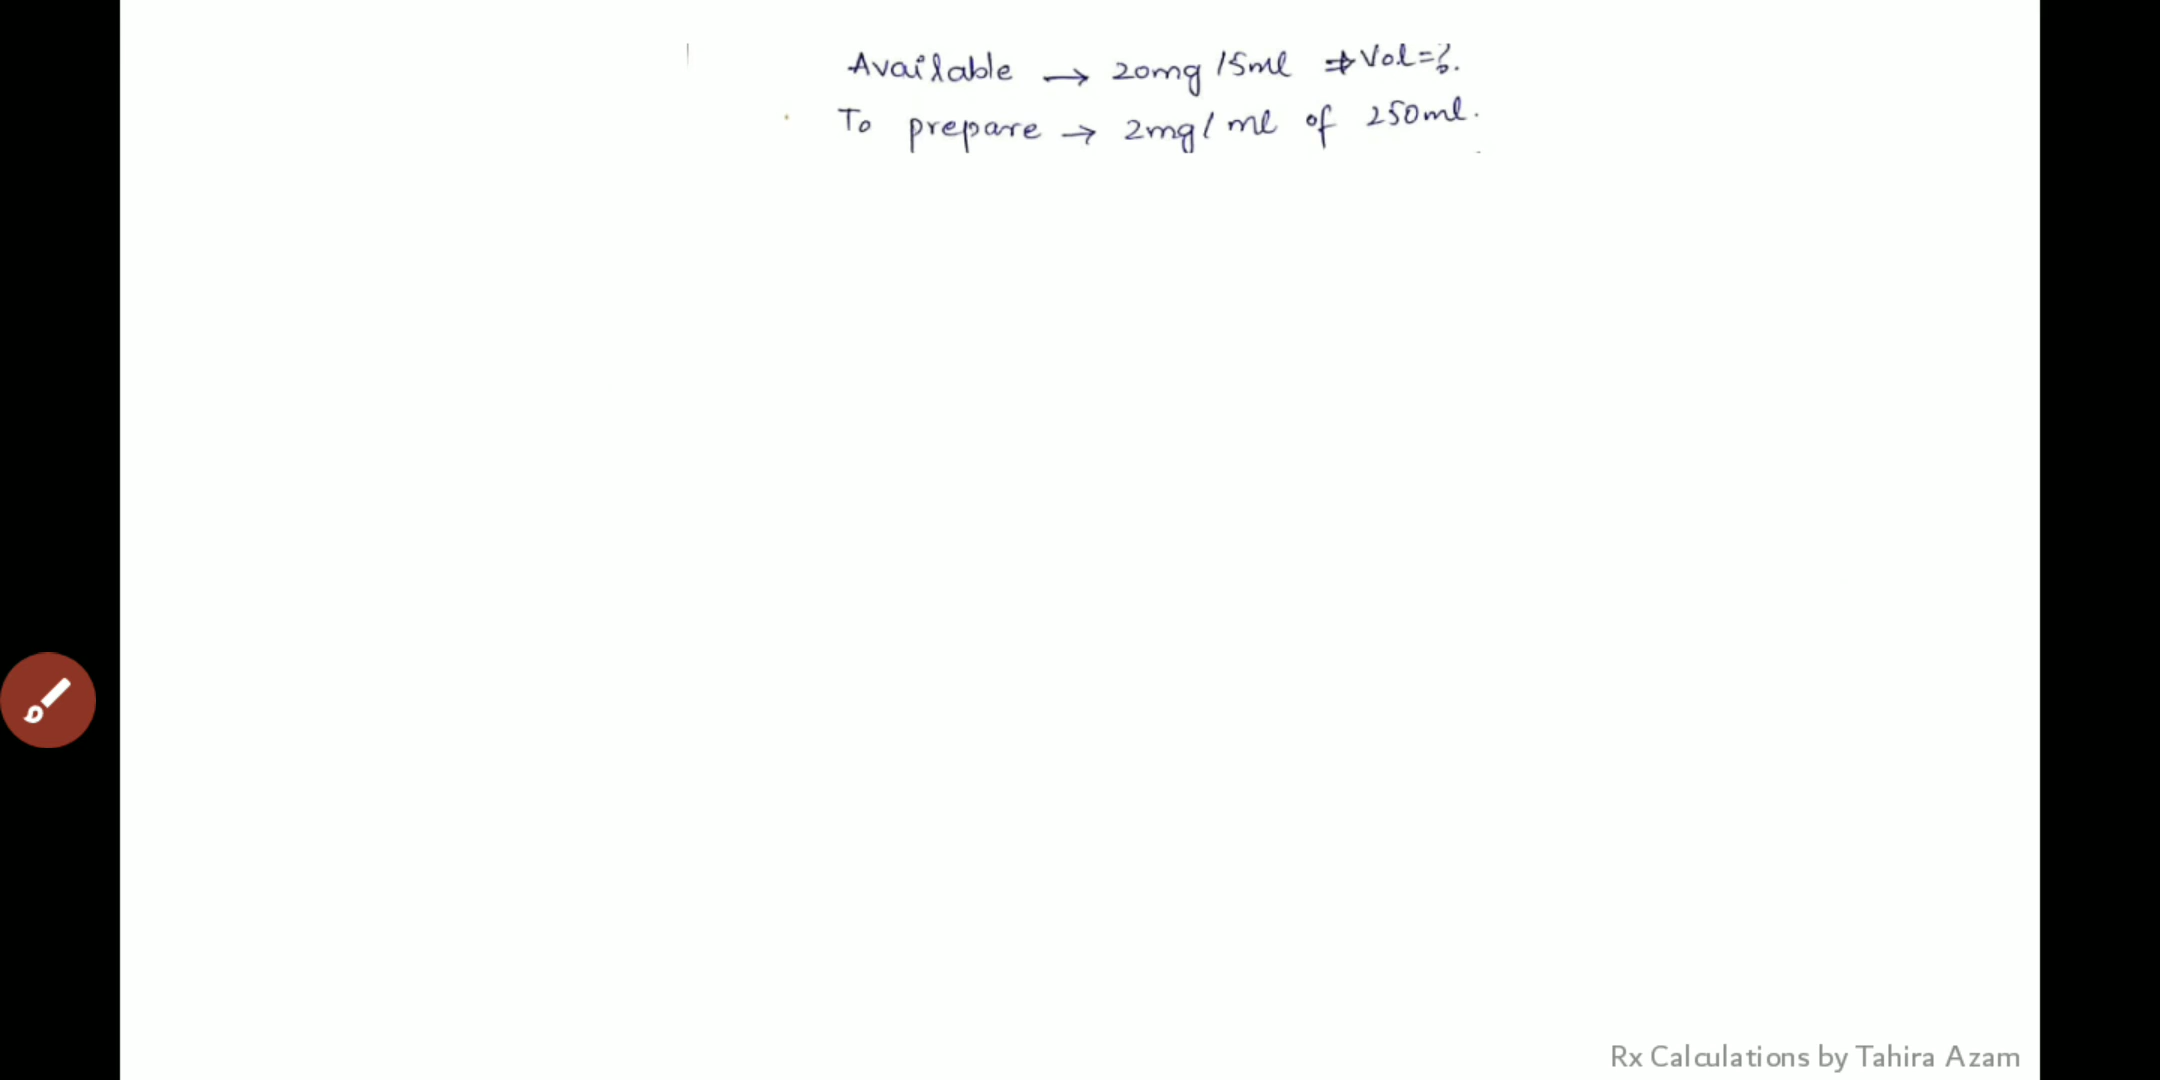 Available → 20mg/5ml ⇒ Vol=?.
To prepare → 2mg/ml of 250ml.
Rx Calculations by Tahira Azam